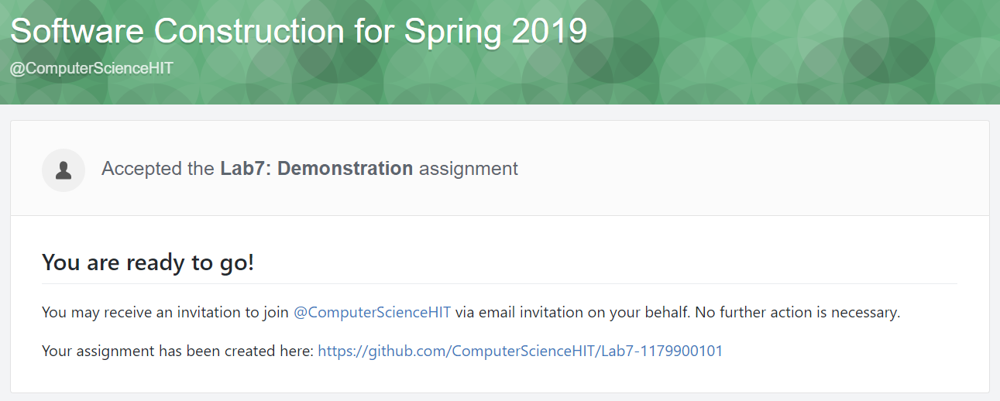 Software Construction for Spring 2019
@ComputerScienceHIT
Accepted the Lab7: Demonstration assignment
You are ready to go!
You may receive an invitation to join @ComputerScienceHIT via email invitation on your behalf. No further action is necessary.
Your assignment has been created here: https://github.com/ComputerScienceHIT/Lab7-1179900101